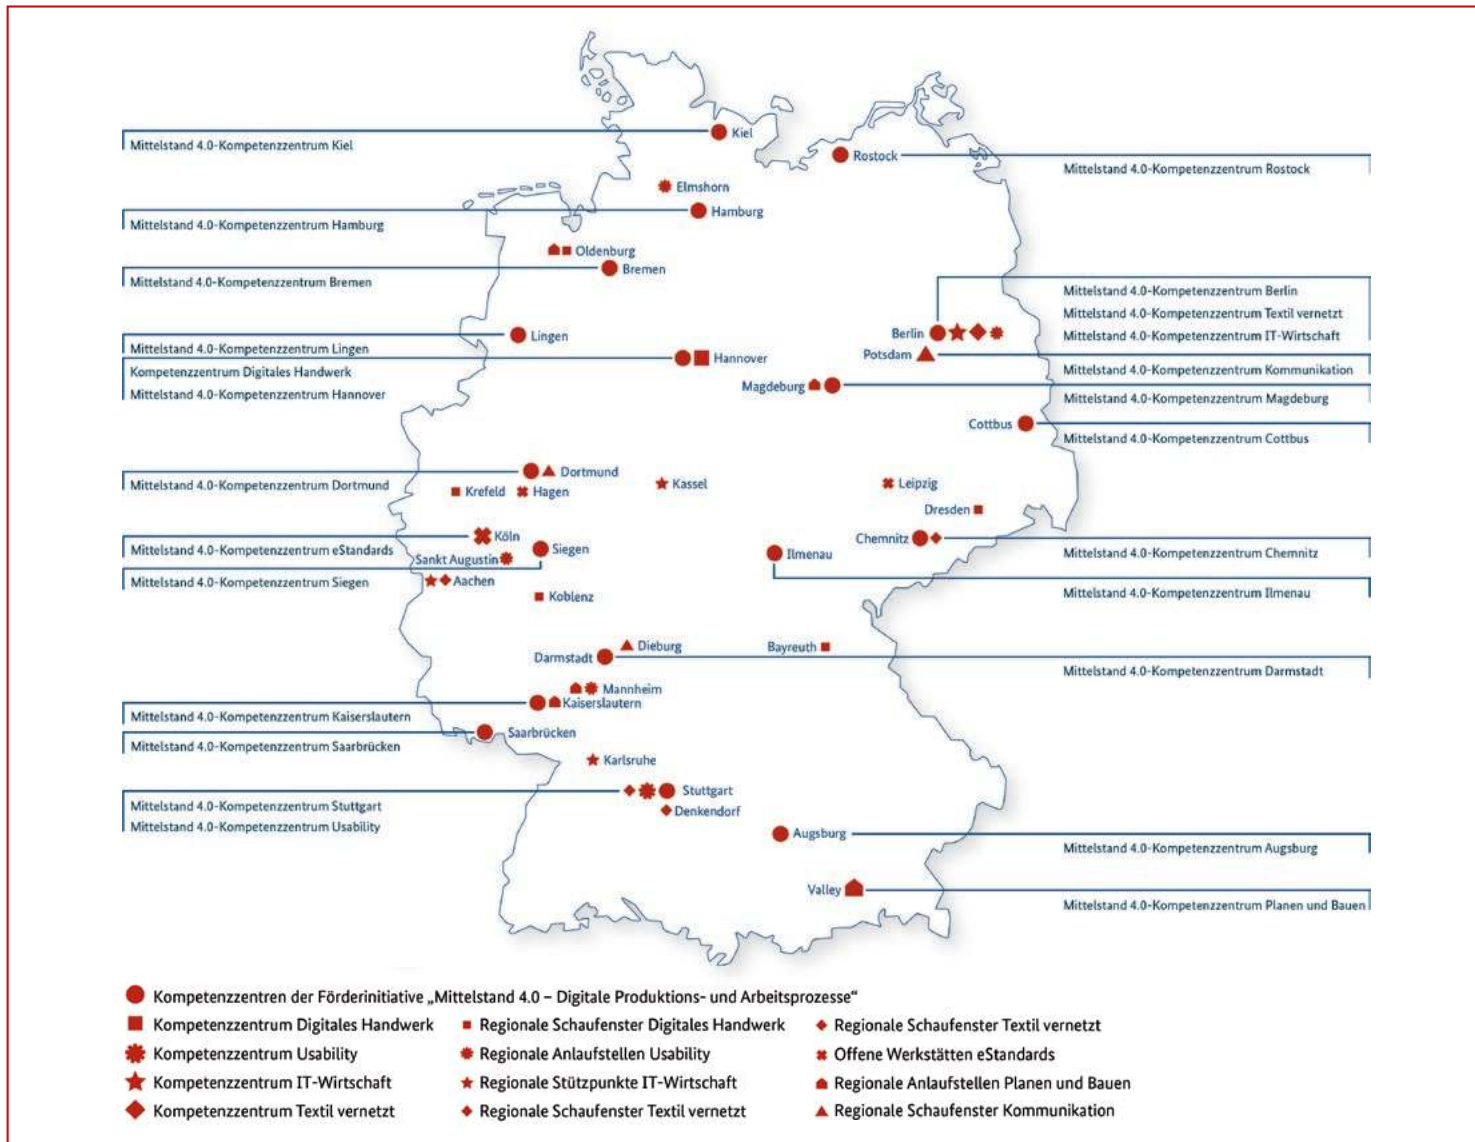 Kiel
Mittelstand 4.0-Kompetenzzentrum Kiel
Rostock
Mittelstand 4.0-Kompetenzzentrum Rostock
Elmshorn
Hamburg
Mittelstand 4.0-Kompetenzzentrum Hamburg
Oldenburg
Bremen
Mittelstand 4.0-Kompetenzzentrum Bremen
Mittelstand 4.0-Kompetenzzentrum Berlin
Mittelstand 4.0-Kompetenzzentrum Textil vernetzt
Mittelstand 4.0-Kompetenzzentrum IT-Wirtschaft
Berlin
Lingen
Mittelstand 4.0-Kompetenzzentrum Lingen
Hannover
Kompetenzzentrum Digitales Handwerk
Mittelstand 4.0-Kompetenzzentrum Hannover
Potsdam
Mittelstand 4.0-Kompetenzzentrum Kommunikation
Magdeburg
Mittelstand 4.0-Kompetenzzentrum Magdeburg
Cottbus
Mittelstand 4.0-Kompetenzzentrum Cottbus
Dortmund
Mittelstand 4.0-Kompetenzzentrum Dortmund
Krefeld
Hagen
Kassel
Leipzig
Dresden
Köln
Mittelstand 4.0-Kompetenzzentrum eStandards
Siegen
Sankt Augustin
Mittelstand 4.0-Kompetenzzentrum Siegen
Aachen
Chemnitz
Mittelstand 4.0-Kompetenzzentrum Chemnitz
Ilmenau
Mittelstand 4.0-Kompetenzzentrum Ilmenau
Koblenz
Dieburg
Bayreuth
Darmstadt
Mittelstand 4.0-Kompetenzzentrum Darmstadt
Mannheim
Kaiserslautern
Mittelstand 4.0-Kompetenzzentrum Kaiserslautern
Saarbrücken
Mittelstand 4.0-Kompetenzzentrum Saarbrücken
Karlsruhe
Stuttgart
Mittelstand 4.0-Kompetenzzentrum Stuttgart
Mittelstand 4.0-Kompetenzzentrum Usability
Denkendorf
Augsburg
Mittelstand 4.0-Kompetenzzentrum Augsburg
Valley
Mittelstand 4.0-Kompetenzzentrum Planen und Bauen
Kompetenzzentren der Förderinitiative „Mittelstand 4.0 – Digitale Produktions- und Arbeitsprozesse“
Kompetenzzentrum Digitales Handwerk
Kompetenzzentrum Usability
Kompetenzzentrum IT-Wirtschaft
Kompetenzzentrum Textil vernetzt
Regionale Schaufenster Digitales Handwerk
Regionale Anlaufstellen Usability
Regionale Stützpunkte IT-Wirtschaft
Regionale Schaufenster Textil vernetzt
Regionale Schaufenster Textil vernetzt
Offene Werkstätten eStandards
Regionale Anlaufstellen Planen und Bauen
Regionale Schaufenster Kommunikation